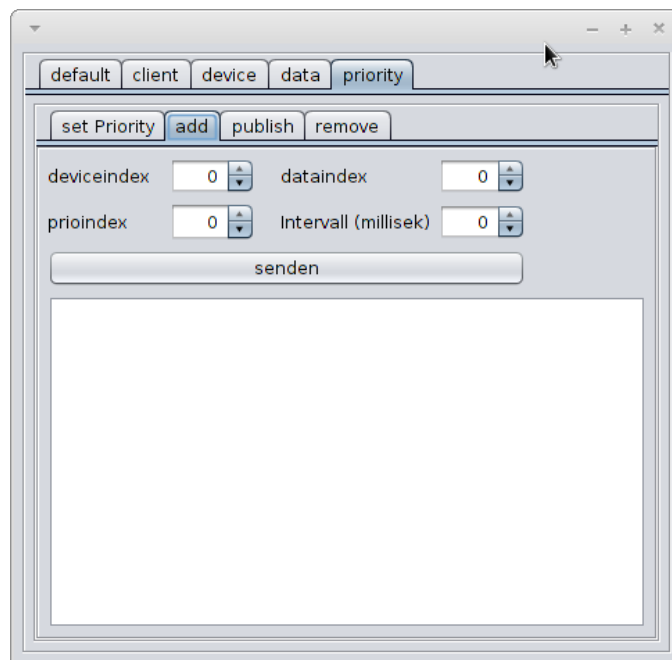 default client device data priority
set Priority add publish remove
deviceindex 0 dataindex 0
prioindex 0 Intervall (millisek) 0
senden